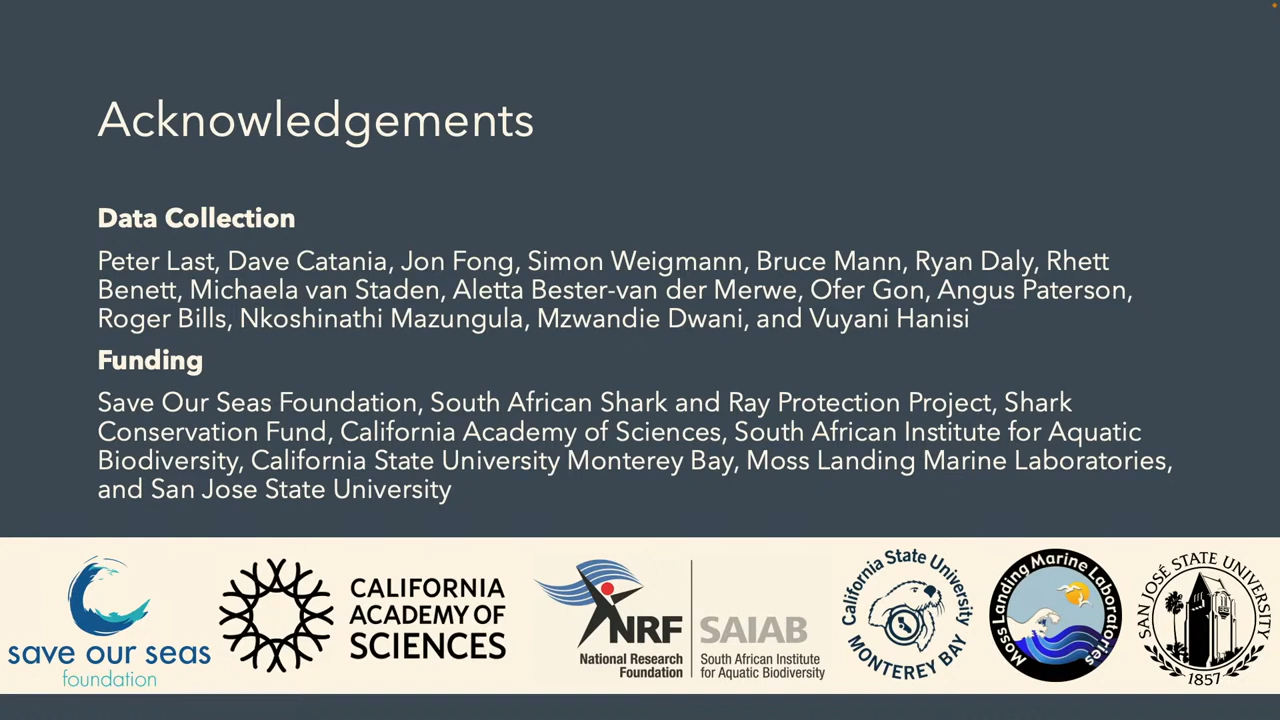 Acknowledgements
Data Collection
Peter Last, Dave Catania, Jon Fong, Simon Weigmann, Bruce Mann, Ryan Daly, Rhett
Benett, Michaela van Staden, Aletta Bester-van der Merwe, Ofer Gon, Angus Paterson,
Roger Bills, Nkoshinathi Mazungula, Mzwandie Dwani, and Vuyani Hanisi
Funding
Save Our Seas Foundation, South African Shark and Ray Protection Project, Shark
Conservation Fund, California Academy of Sciences, South African Institute for Aquatic
Biodiversity, California State University Monterey Bay, Moss Landing Marine Laboratories,
and San Jose State University
save our seas
foundation
CALIFORNIA
ACADEMY OF
SCIENCES
NRF
National Research
Foundation
SAIAB
South African Institute
for Aquatic Biodiversity
California State University
MONTEREY BAY
Moss Landing Marine Laboratories
SAN JOSÉ STATE UNIVERSITY
1857